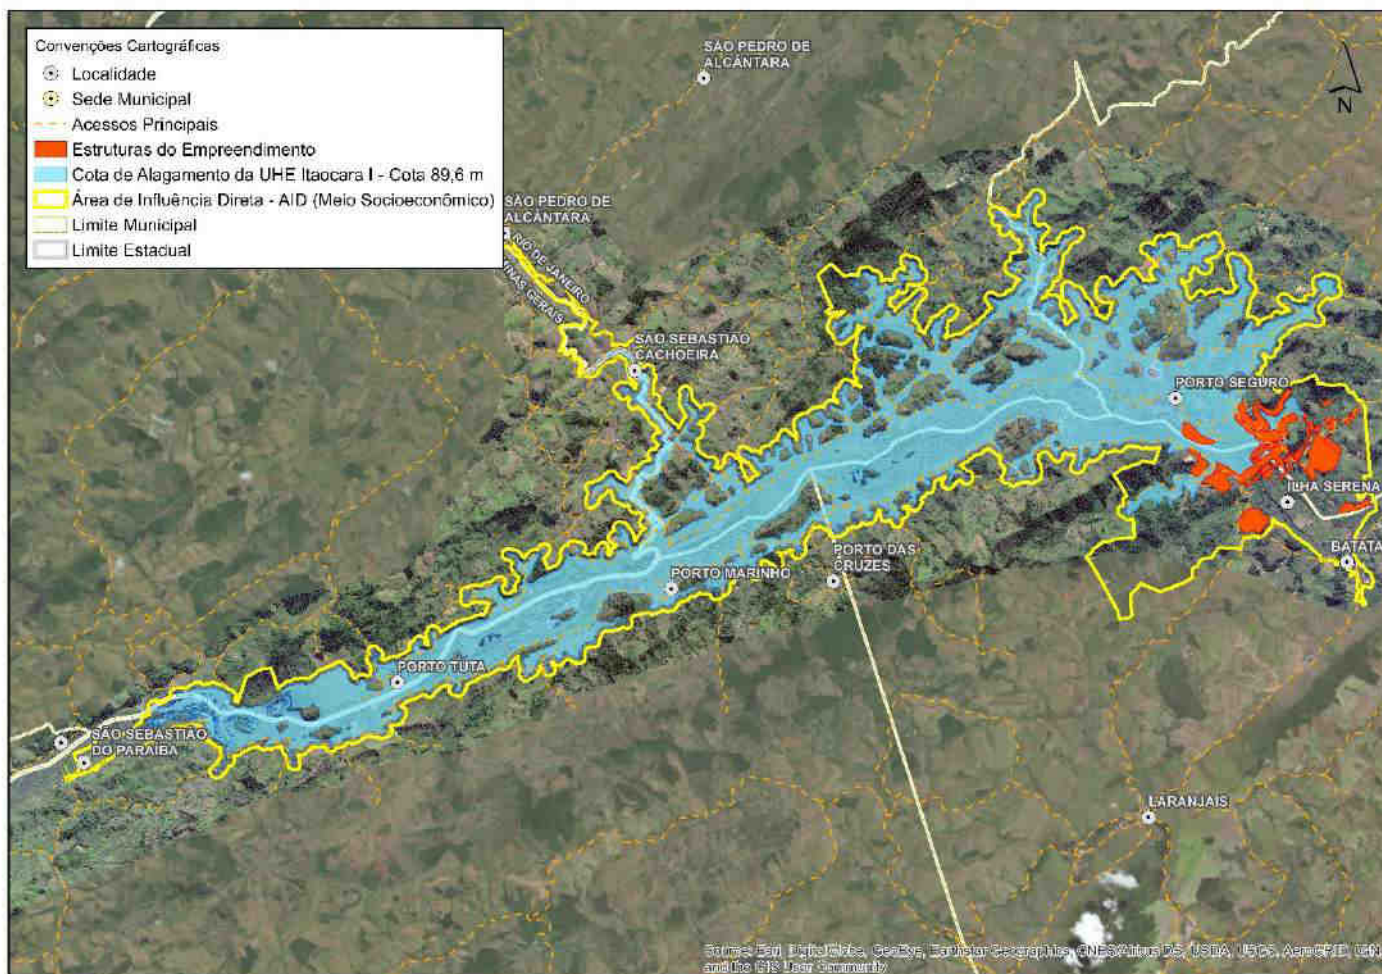 Convenções Cartográficas
Localidade
Sede Municipal
Acessos Principais
Estruturas do Empreendimento
Cota de Alagamento da UHE Itaocara I - Cota 89,6 m
Área de Influência Direta - AID (Meio Socioeconômico)
Limite Municipal
Limite Estadual
SÃO PEDRO DE
ALCÂNTARA
N
SÃO PEDRO DE
ALCÂNTARA
RIO DE JANEIRO
MINAS GERAIS
SÃO SEBASTIÃO
CACHOEIRA
PORTO SEGURO
ILHA SERENA
BATATA
PORTO DAS
CRUZES
PORTO MARINHO
PORTO TUTA
SÃO SEBASTIÃO
DO PARAÍBA
LARANJAIS
Source: Esri, DigitalGlobe, GeoEye, Earthstar Geographics, CNES/Airbus DS, USDA, USGS, AeroGRID, IGN,
and the GIS User Community